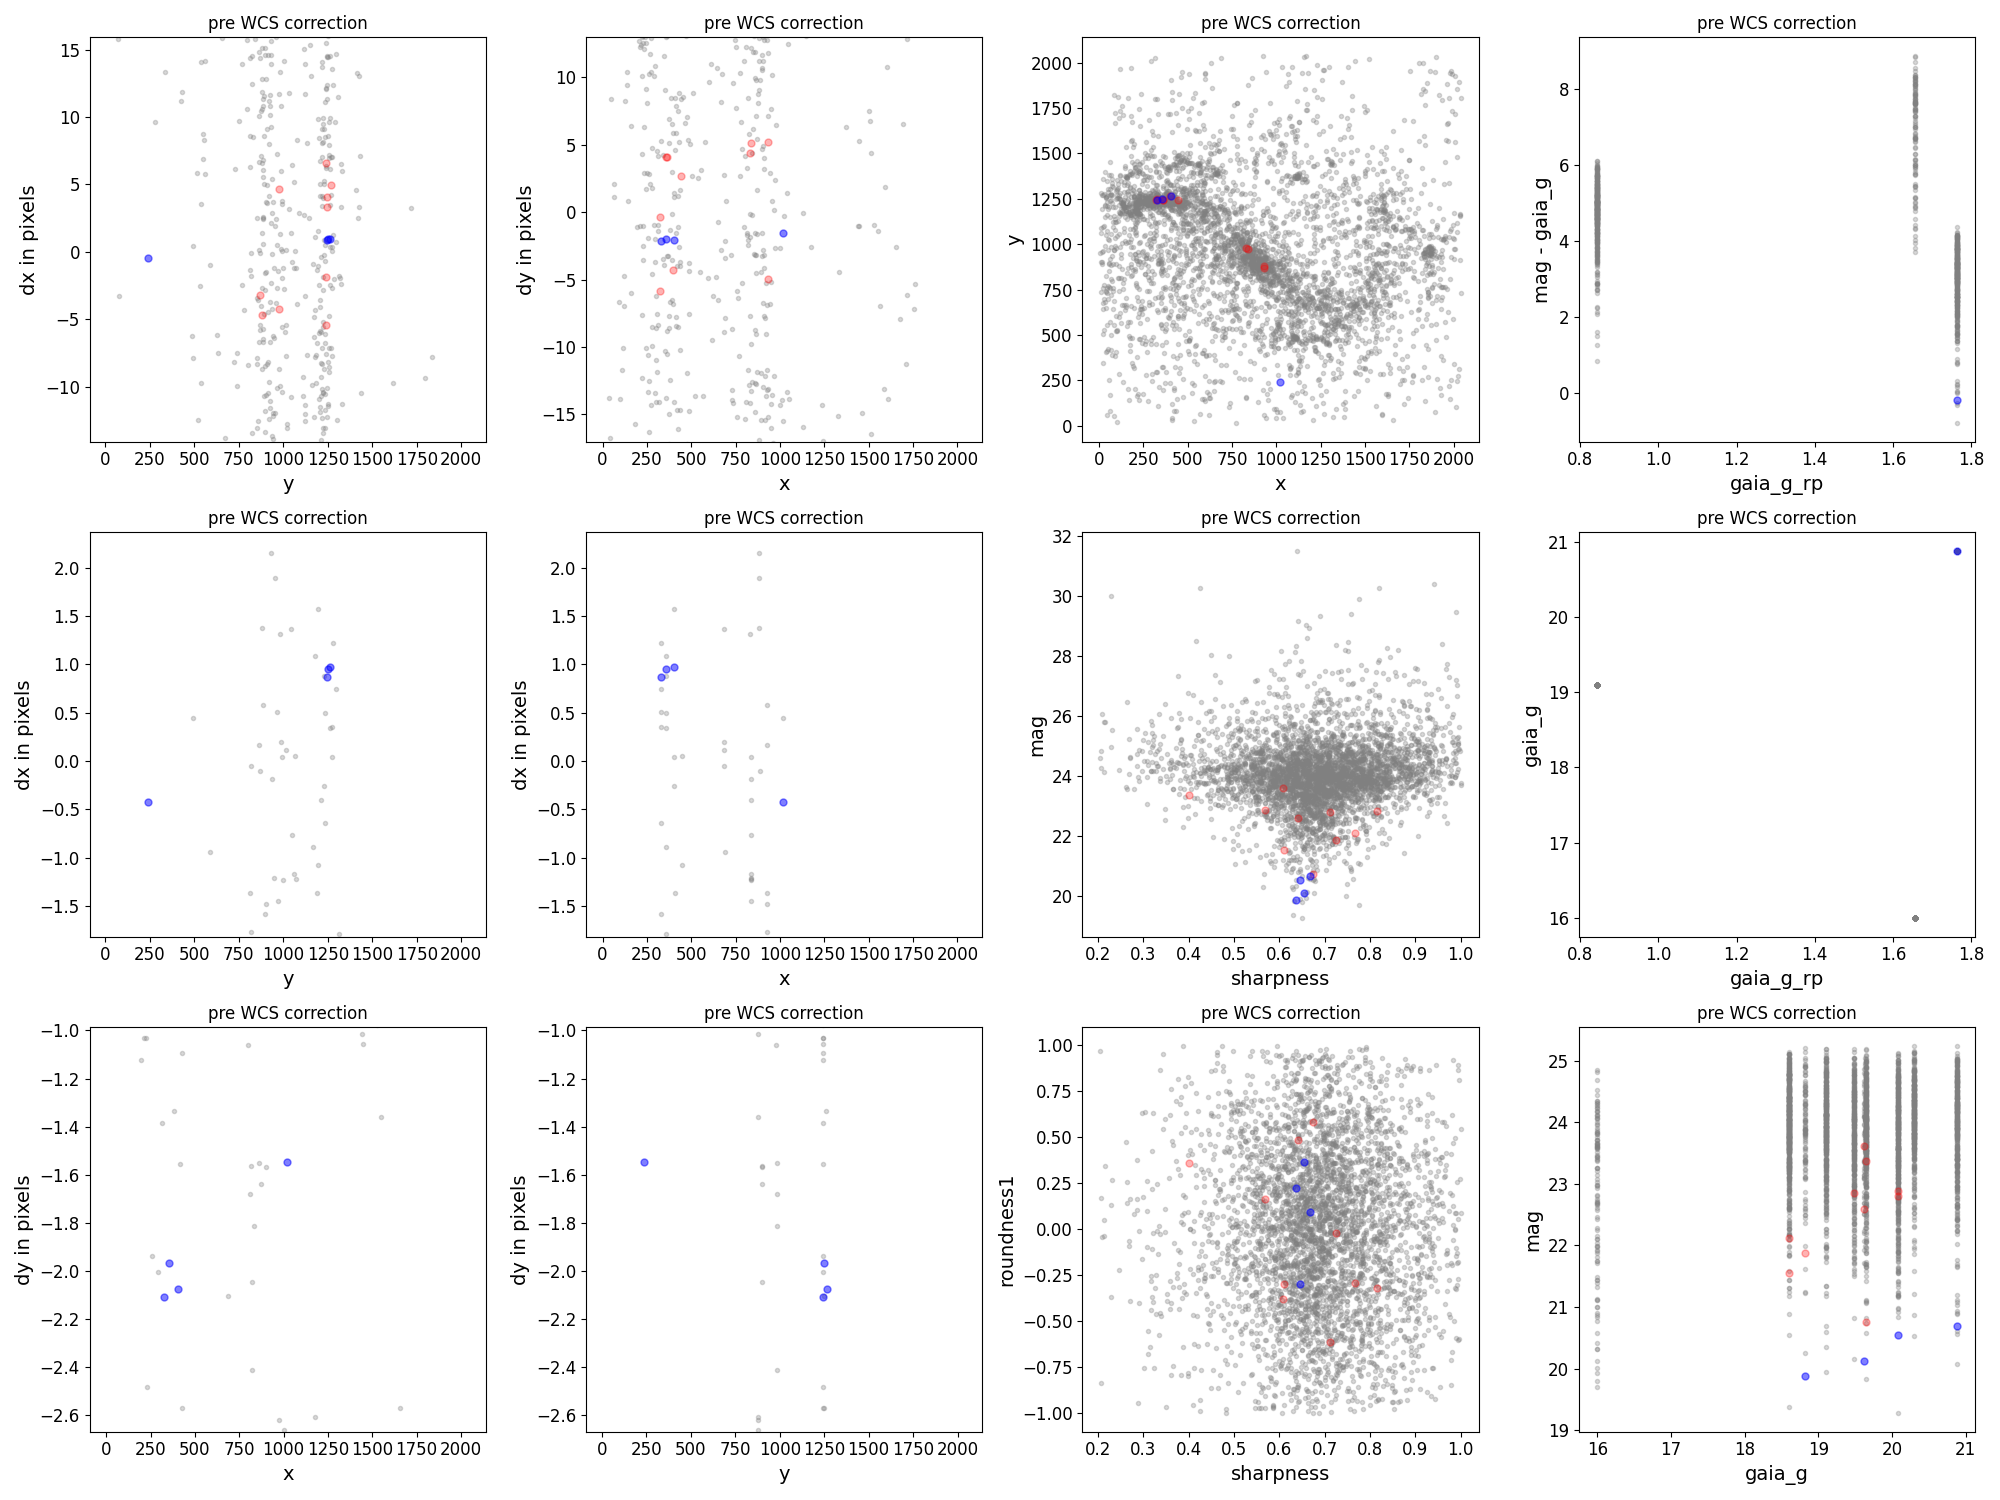 pre WCS correction
15
10
5
0
−5
−10
dx in pixels
0 250 500 750 1000 1250 1500 1750 2000
y
pre WCS correction
10
5
0
−5
−10
−15
dy in pixels
0 250 500 750 1000 1250 1500 1750 2000
x
pre WCS correction
2000
1750
1500
1250
1000
750
500
250
0
y
0 250 500 750 1000 1250 1500 1750 2000
x
pre WCS correction
8
6
4
2
0
mag - gaia_g
0.8 1.0 1.2 1.4 1.6 1.8
gaia_g_rp
pre WCS correction
2.0
1.5
1.0
0.5
0.0
−0.5
−1.0
−1.5
dx in pixels
0 250 500 750 1000 1250 1500 1750 2000
y
pre WCS correction
2.0
1.5
1.0
0.5
0.0
−0.5
−1.0
−1.5
dx in pixels
0 250 500 750 1000 1250 1500 1750 2000
x
pre WCS correction
32
30
28
26
24
22
20
mag
0.2 0.3 0.4 0.5 0.6 0.7 0.8 0.9 1.0
sharpness
pre WCS correction
21
20
19
18
17
16
gaia_g
0.8 1.0 1.2 1.4 1.6 1.8
gaia_g_rp
pre WCS correction
−1.0
−1.2
−1.4
−1.6
−1.8
−2.0
−2.2
−2.4
−2.6
dy in pixels
0 250 500 750 1000 1250 1500 1750 2000
x
pre WCS correction
−1.0
−1.2
−1.4
−1.6
−1.8
−2.0
−2.2
−2.4
−2.6
dy in pixels
0 250 500 750 1000 1250 1500 1750 2000
y
pre WCS correction
1.00
0.75
0.50
0.25
0.00
−0.25
−0.50
−0.75
−1.00
roundness1
0.2 0.3 0.4 0.5 0.6 0.7 0.8 0.9 1.0
sharpness
pre WCS correction
25
24
23
22
21
20
19
mag
16 17 18 19 20 21
gaia_g